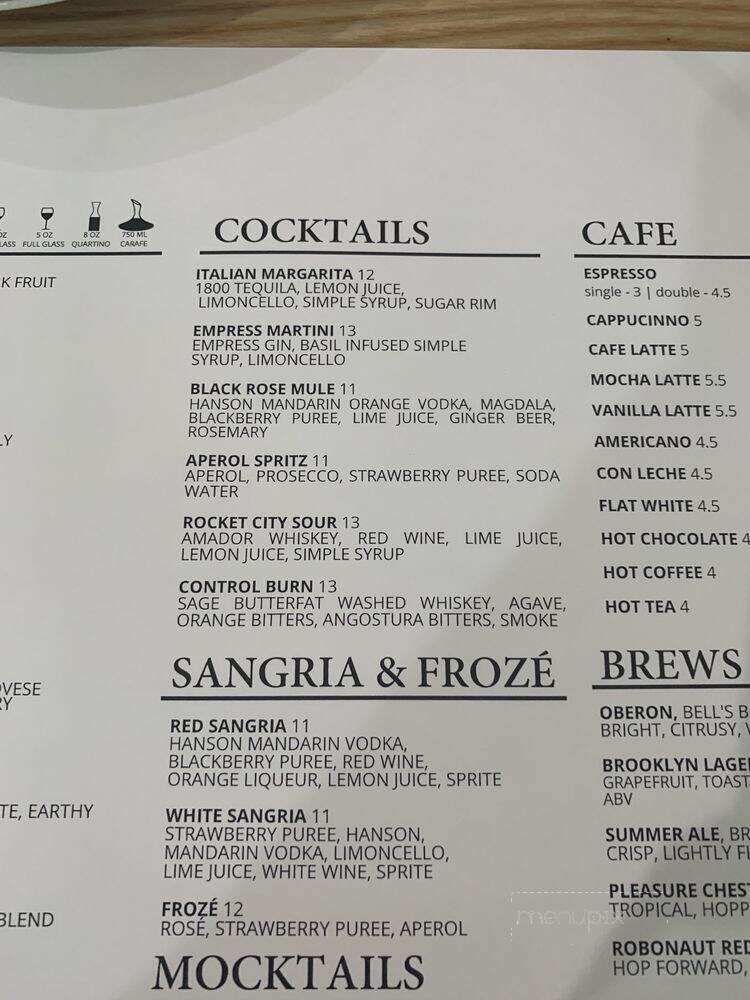 5 OZ
8 OZ
750 ML
FULL GLASS
QUARTINO
CARAFE
FRUIT
EARTHY
BLEND
COCKTAILS
ITALIAN MARGARITA 12
1800 TEQUILA, LEMON JUICE,
LIMONCELLO, SIMPLE SYRUP, SUGAR RIM
EMPRESS MARTINI 13
EMPRESS GIN, BASIL INFUSED SIMPLE
SYRUP, LIMONCELLO
BLACK ROSE MULE 11
HANSON MANDARIN ORANGE VODKA, MAGDALA,
BLACKBERRY PUREE, LIME JUICE, GINGER BEER,
ROSEMARY
APEROL SPRITZ 11
APEROL, PROSECCO, STRAWBERRY PUREE, SODA
WATER
ROCKET CITY SOUR 13
AMADOR WHISKEY, RED WINE, LIME JUICE,
LEMON JUICE, SIMPLE SYRUP
CONTROL BURN 13
SAGE BUTTERFAT WASHED WHISKEY, AGAVE,
ORANGE BITTERS, ANGOSTURA BITTERS, SMOKE
SANGRIA & FROZÉ
RED SANGRIA 11
HANSON MANDARIN VODKA,
BLACKBERRY PUREE, RED WINE,
ORANGE LIQUEUR, LEMON JUICE, SPRITE
WHITE SANGRIA 11
STRAWBERRY PUREE, HANSON,
MANDARIN VODKA, LIMONCELLO,
LIME JUICE, WHITE WINE, SPRITE
FROZÉ 12
ROSÉ, STRAWBERRY PUREE, APEROL
MOCKTAILS
CAFE
ESPRESSO
single - 3 | double - 4.5
CAPPUCINNO 5
CAFE LATTE 5
MOCHA LATTE 5.5
VANILLA LATTE 5.5
AMERICANO 4.5
CON LECHE 4.5
FLAT WHITE 4.5
HOT CHOCOLATE 4
HOT COFFEE 4
HOT TEA 4
BREWS
OBERON, BELL'S
BRIGHT, CITRUSY,
BROOKLYN LAGER
GRAPEFRUIT, TOAST
ABV
SUMMER ALE,
CRISP, LIGHTLY
PLEASURE CHEST
TROPICAL,
ROBONAUT RED
HOP FORWARD,
menupix